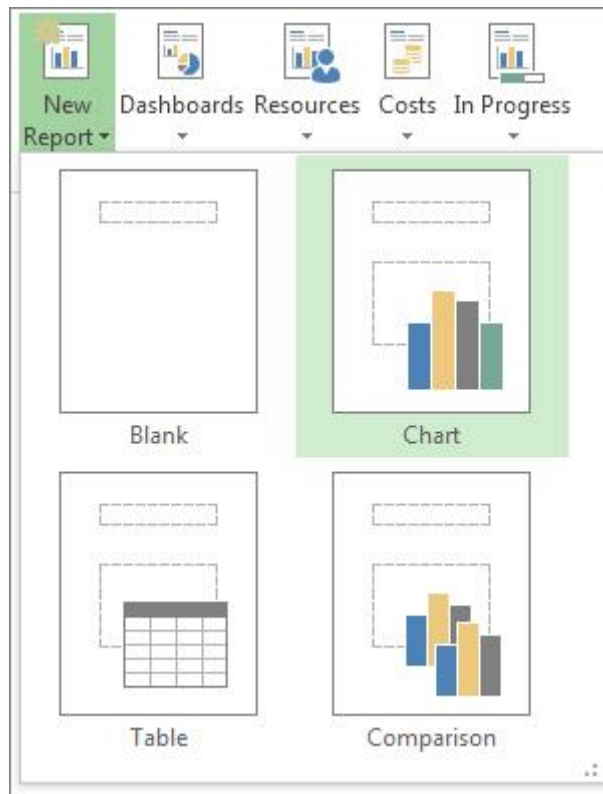 New Report
Dashboards
Resources
Costs
In Progress
Blank
Chart
Table
Comparison